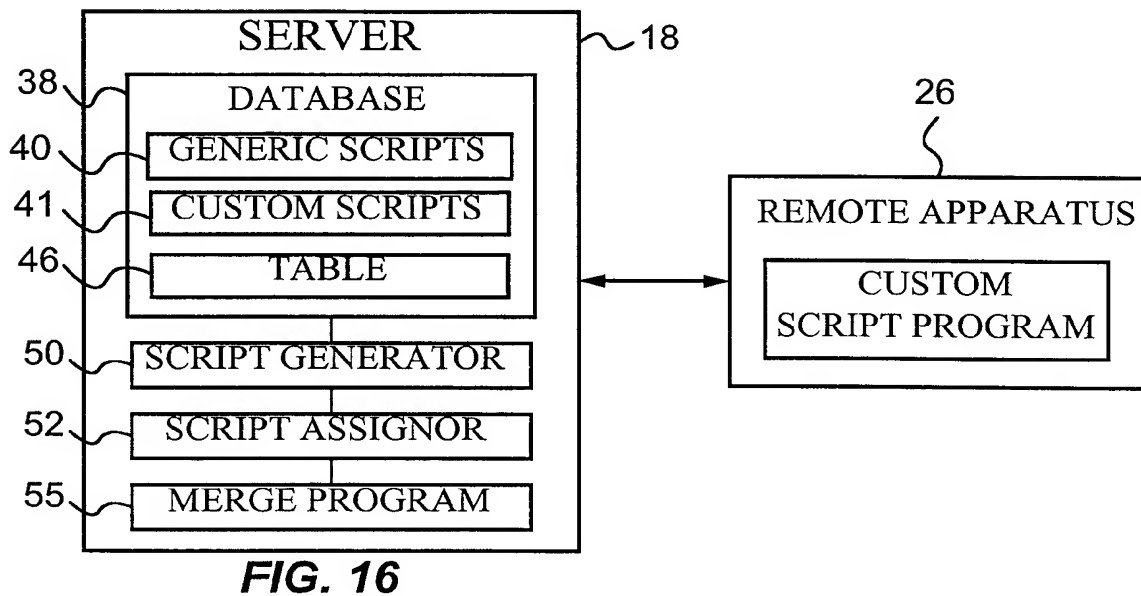 SERVER
18
38
DATABASE
40
GENERIC SCRIPTS
41
CUSTOM SCRIPTS
46
TABLE
50
SCRIPT GENERATOR
52
SCRIPT ASSIGNOR
55
MERGE PROGRAM
26
REMOTE APPARATUS
CUSTOM
SCRIPT PROGRAM
FIG. 16